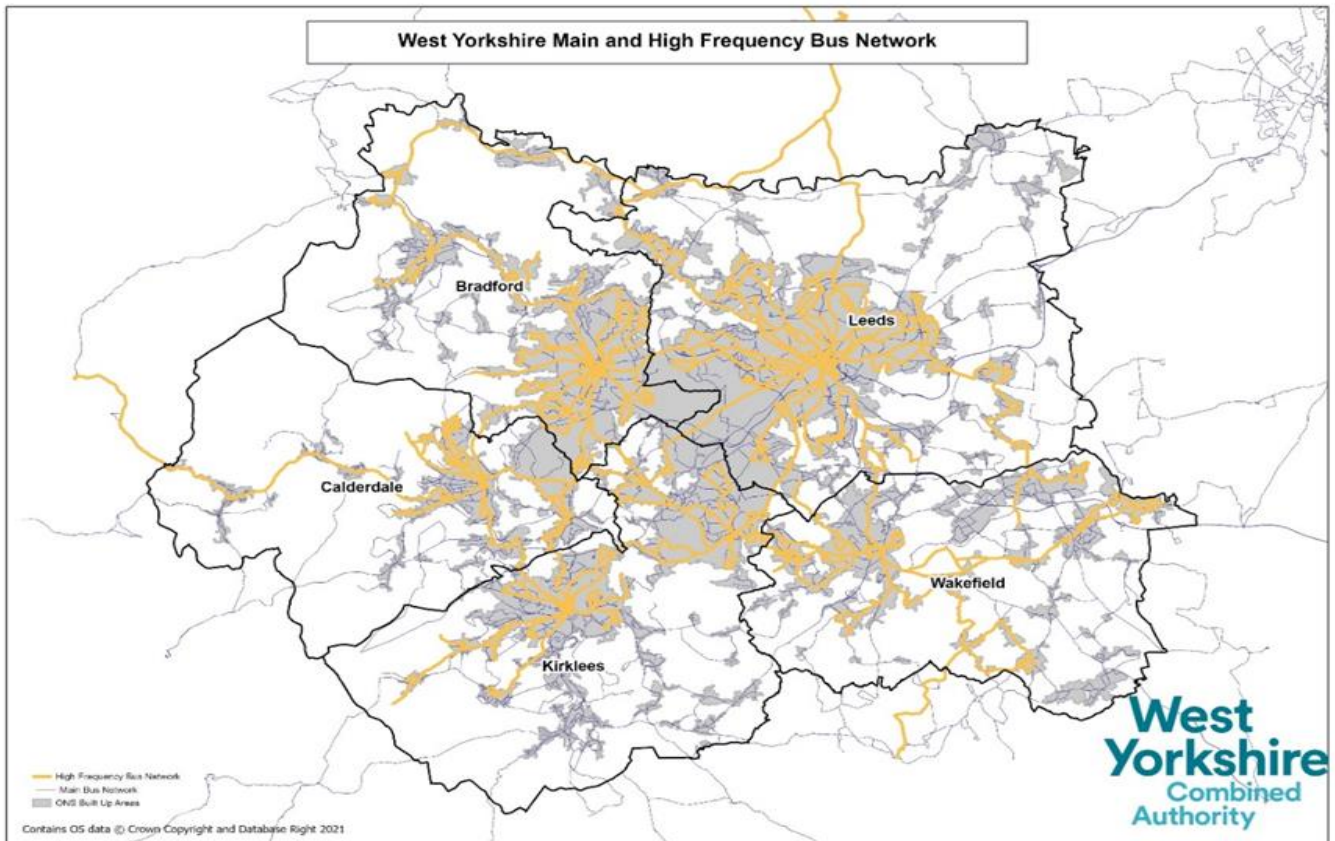 West Yorkshire Main and High Frequency Bus Network
Bradford
Leeds
Calderdale
Wakefield
Kirklees
High Frequency Bus Network
Main Bus Network
ONS Built Up Areas
Contains OS data © Crown Copyright and Database Right 2021
West
Yorkshire
Combined
Authority